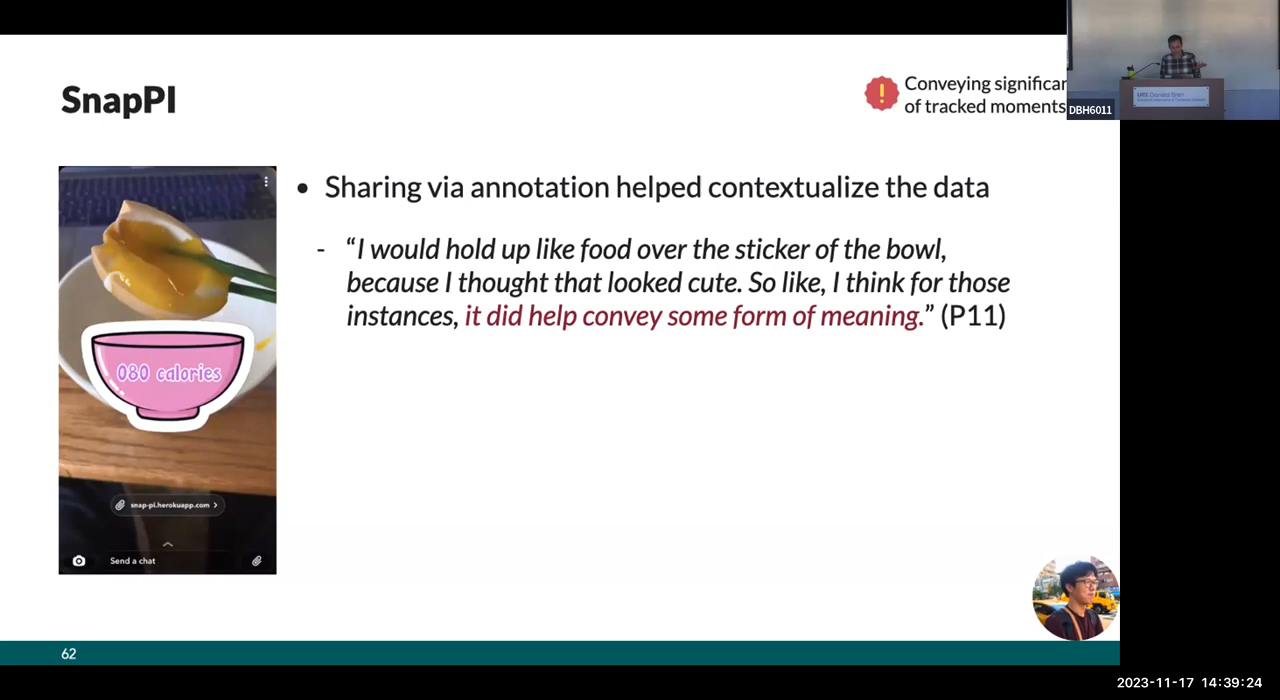 SnapPI
Conveying significan
of tracked moments
DBH6011
• Sharing via annotation helped contextualize the data
- “I would hold up like food over the sticker of the bowl,
because I thought that looked cute. So like, I think for those
instances, it did help convey some form of meaning.” (P11)
080 calories
snap-pi.herokuapp.com >
Send a chat
62
2023-11-17 14:39:24